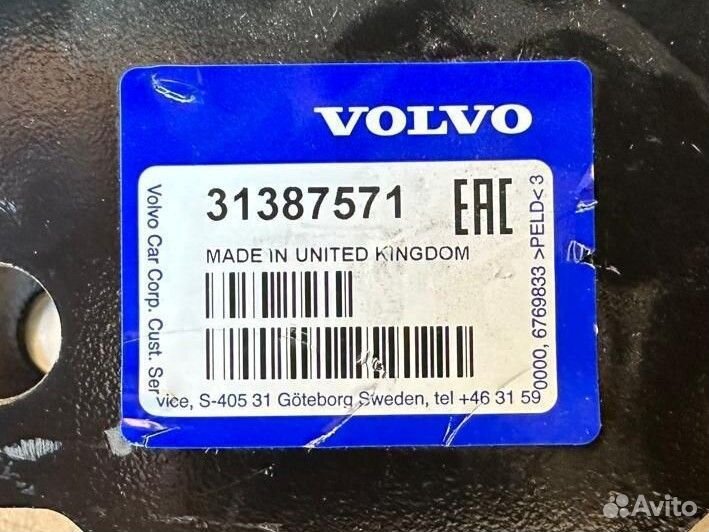 VOLVO
31387571
EAC
MADE IN UNITED KINGDOM
Volvo Car Corp. Cust. Ser
vice, S-405 31 Göteborg Sweden, tel +46 31 59
0000, 6769833 >PELD< 3
Avito